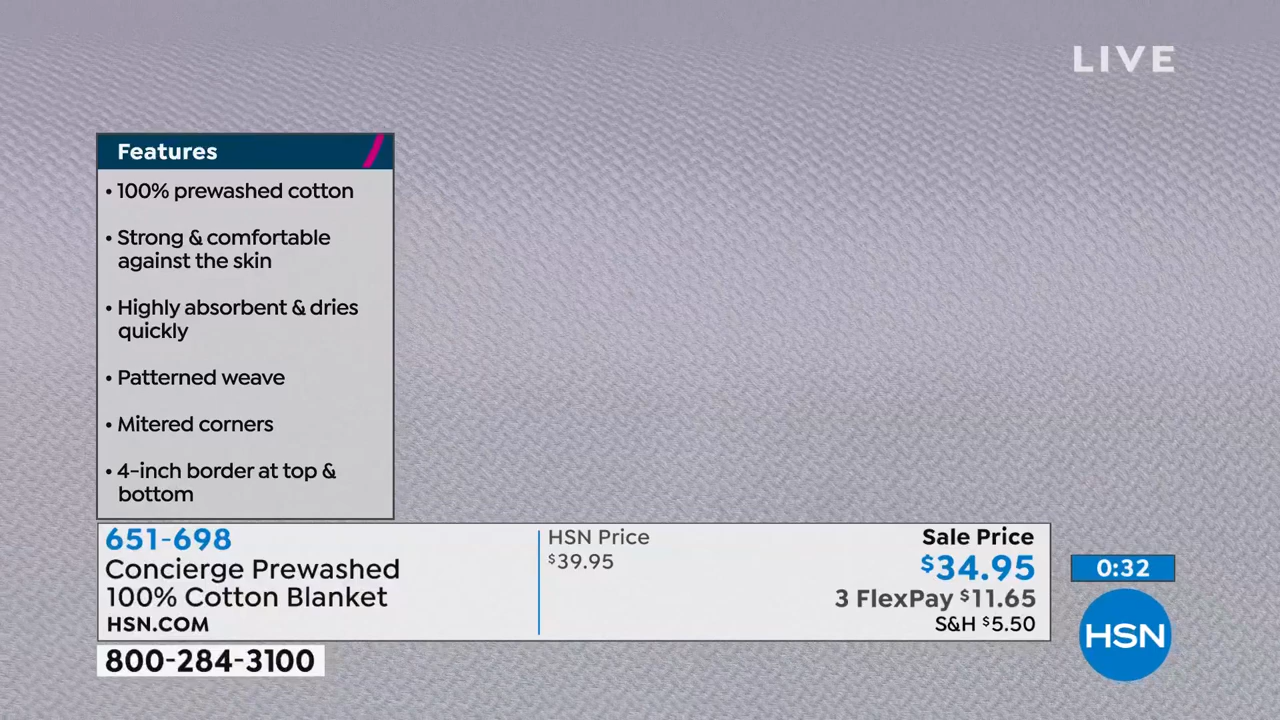 LIVE
Features
• 100% prewashed cotton
• Strong & comfortable
against the skin
• Highly absorbent & dries
quickly
• Patterned weave
• Mitered corners
• 4-inch border at top &
bottom
651-698
Concierge Prewashed
100% Cotton Blanket
HSN.COM
HSN Price
$39.95
Sale Price
$34.95
3 FlexPay $11.65
S&H $5.50
0:32
HSN
800-284-3100